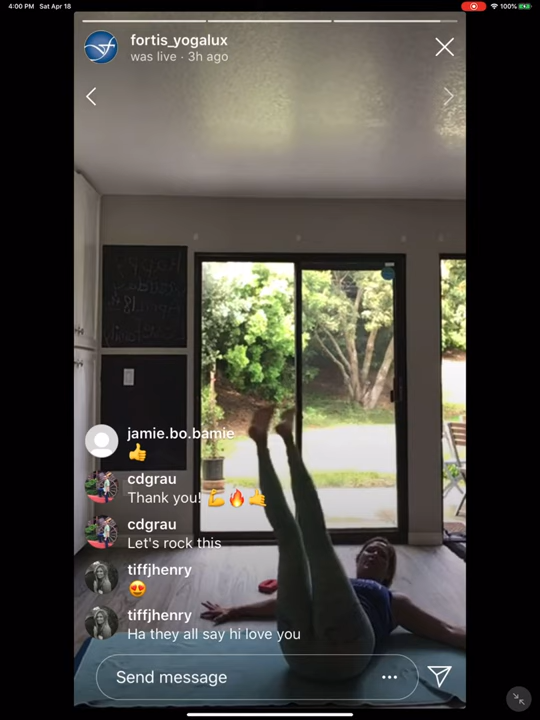 4:00 PM Sat Apr 18
100%
fortis_yogalux
was live · 3h ago
jamie.bo.bamie
👍
cdgrau
Thank you! 💪🔥🤙
cdgrau
Let's rock this
tiffjhenry
😍
tiffjhenry
Ha they all say hi love you
Send message